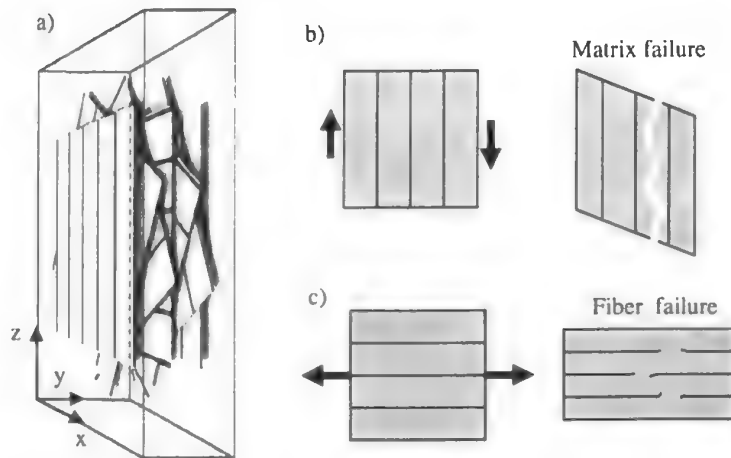 a)
z
y
x
b)
Matrix failure
c)
Fiber failure